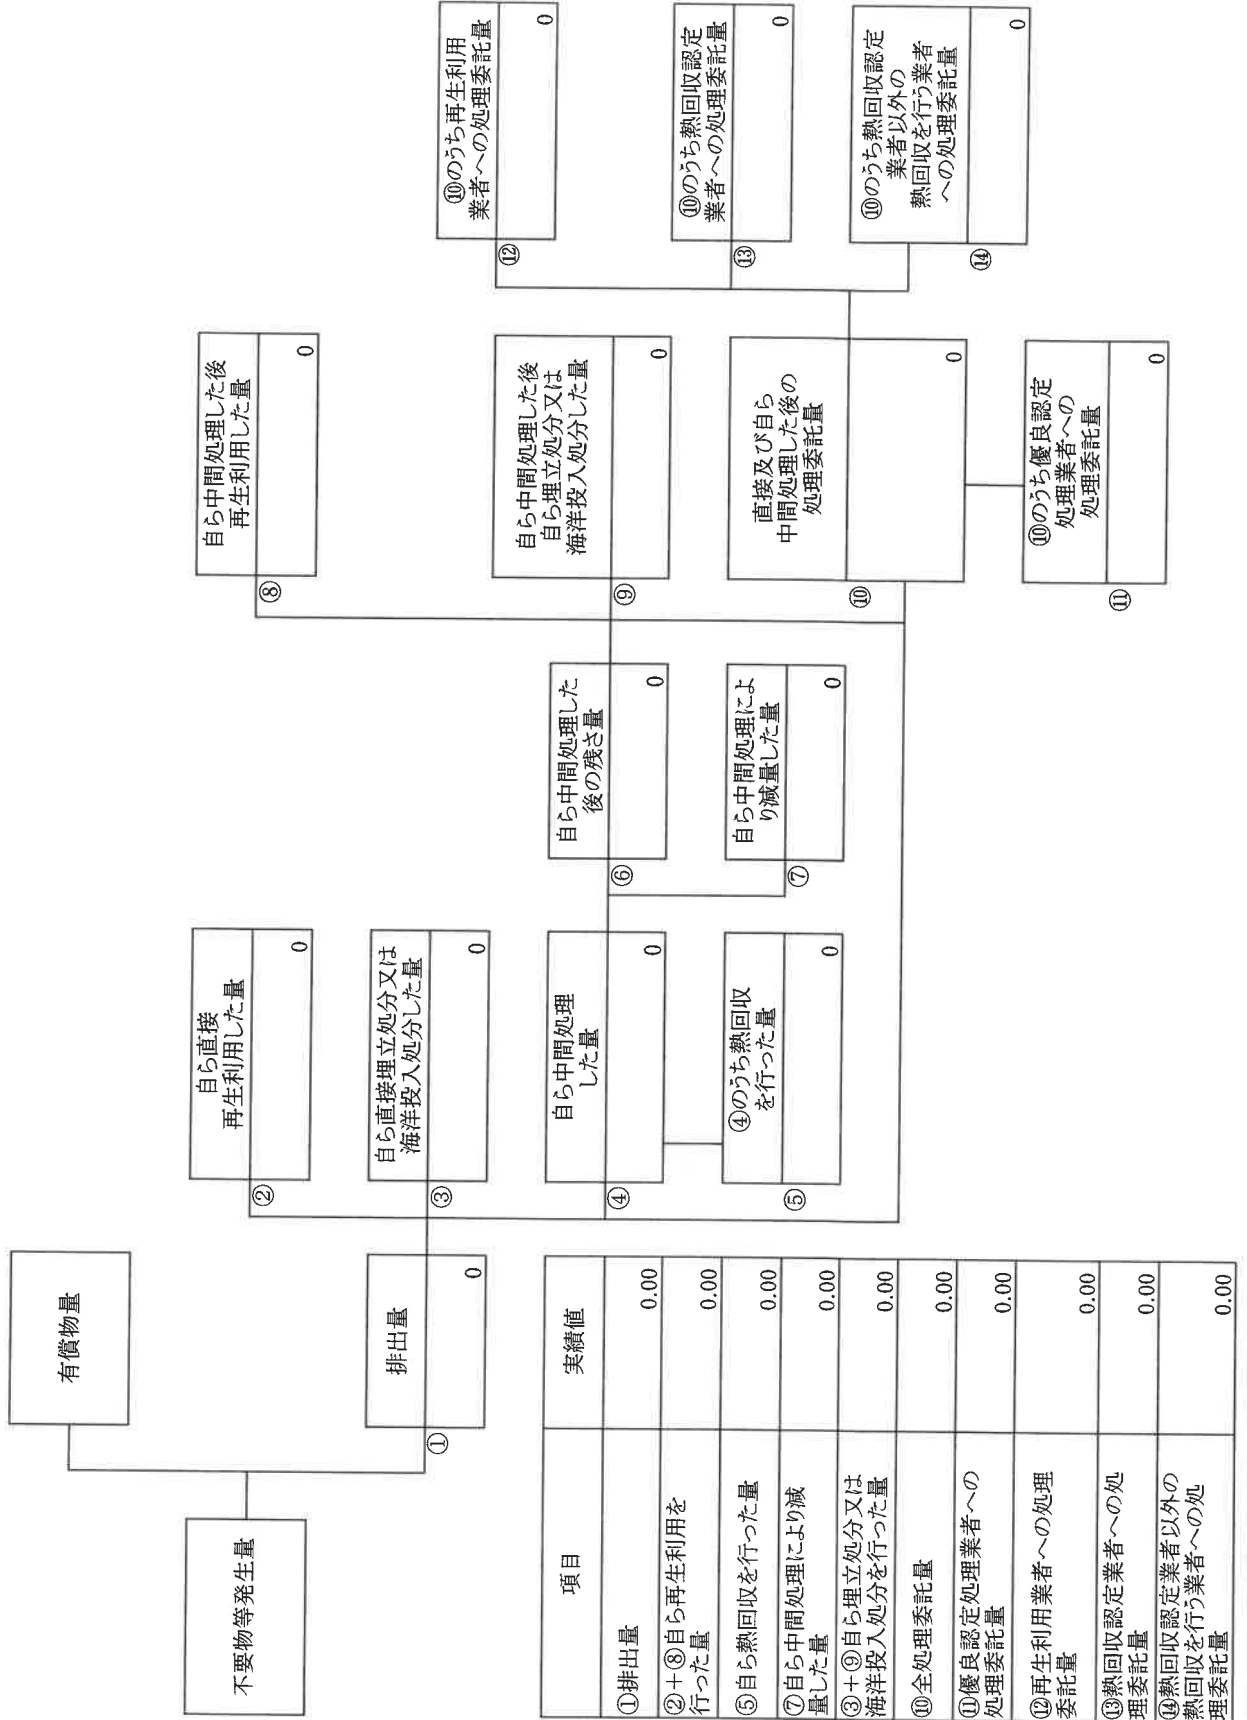 不要物等発生量
有償物量
排出量
①
0
自ら直接
再生利用した量
②
0
自ら直接埋立処分又は
海洋投入処分した量
③
0
自ら中間処理
した量
④
0
④のうち熱回収
を行った量
⑤
0
自ら中間処理した
後の残さ量
⑥
0
自ら中間処理によ
り減量した量
⑦
0
自ら中間処理した後
再生利用した量
⑧
0
自ら中間処理した後
自ら埋立処分又は
海洋投入処分した量
⑨
0
直接及び自ら
中間処理した後の
処理委託量
⑩
0
⑩のうち優良認定
処理業者への
処理委託量
⑪
0
⑩のうち再生利用
業者への処理委託量
⑫
0
⑩のうち熱回収認定
業者への処理委託量
⑬
0
⑩のうち熱回収認定
業者以外の
熱回収を行う業者
への処理委託量
⑭
0
項目 実績値
①排出量 0.00
②+⑧自ら再生利用を
行った量 0.00
⑤自ら熱回収を行った量 0.00
⑦自ら中間処理により減
量した量 0.00
③+⑨自ら埋立処分又は
海洋投入処分を行った量 0.00
⑩全処理委託量 0.00
⑪優良認定処理業者への
処理委託量 0.00
⑫再生利用業者への処理
委託量 0.00
⑬熱回収認定業者への処
理委託量 0.00
⑭熱回収認定業者以外の
熱回収を行う業者への処
理委託量 0.00